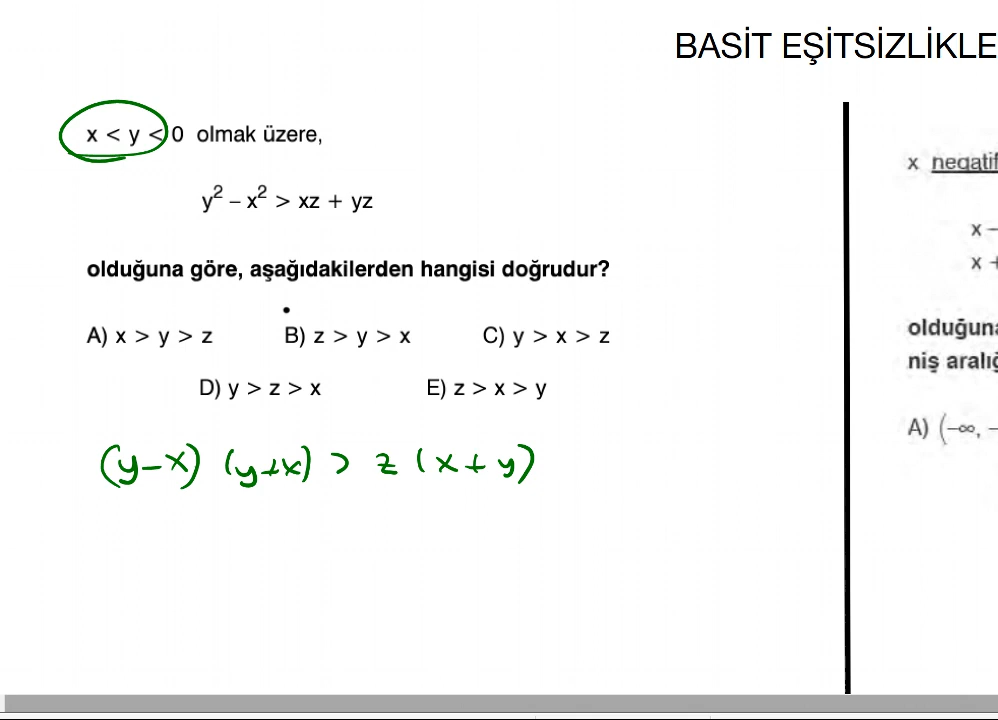 BASİT EŞİTSİZLİKLE
x < y < 0 olmak üzere,
y² – x² > xz + yz
olduğuna göre, aşağıdakilerden hangisi doğrudur?
A) x > y > z B) z > y > x C) y > x > z
D) y > z > x E) z > x > y
(y-x) (y+x) > z (x+y)
x negatif
x –
x +
olduğuna
niş aralığ
A) (–∞, –